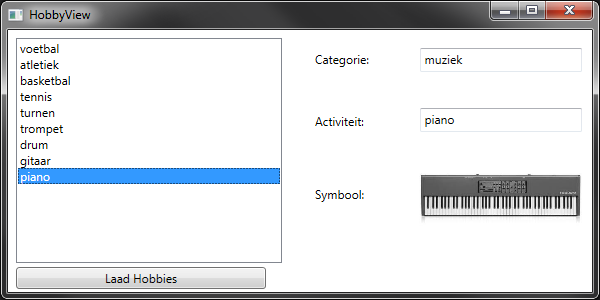 HobbyView
voetbal
atletiek
basketbal
tennis
turnen
trompet
drum
gitaar
piano
Laad Hobbies
Categorie:
muziek
Activiteit:
piano
Symbool: